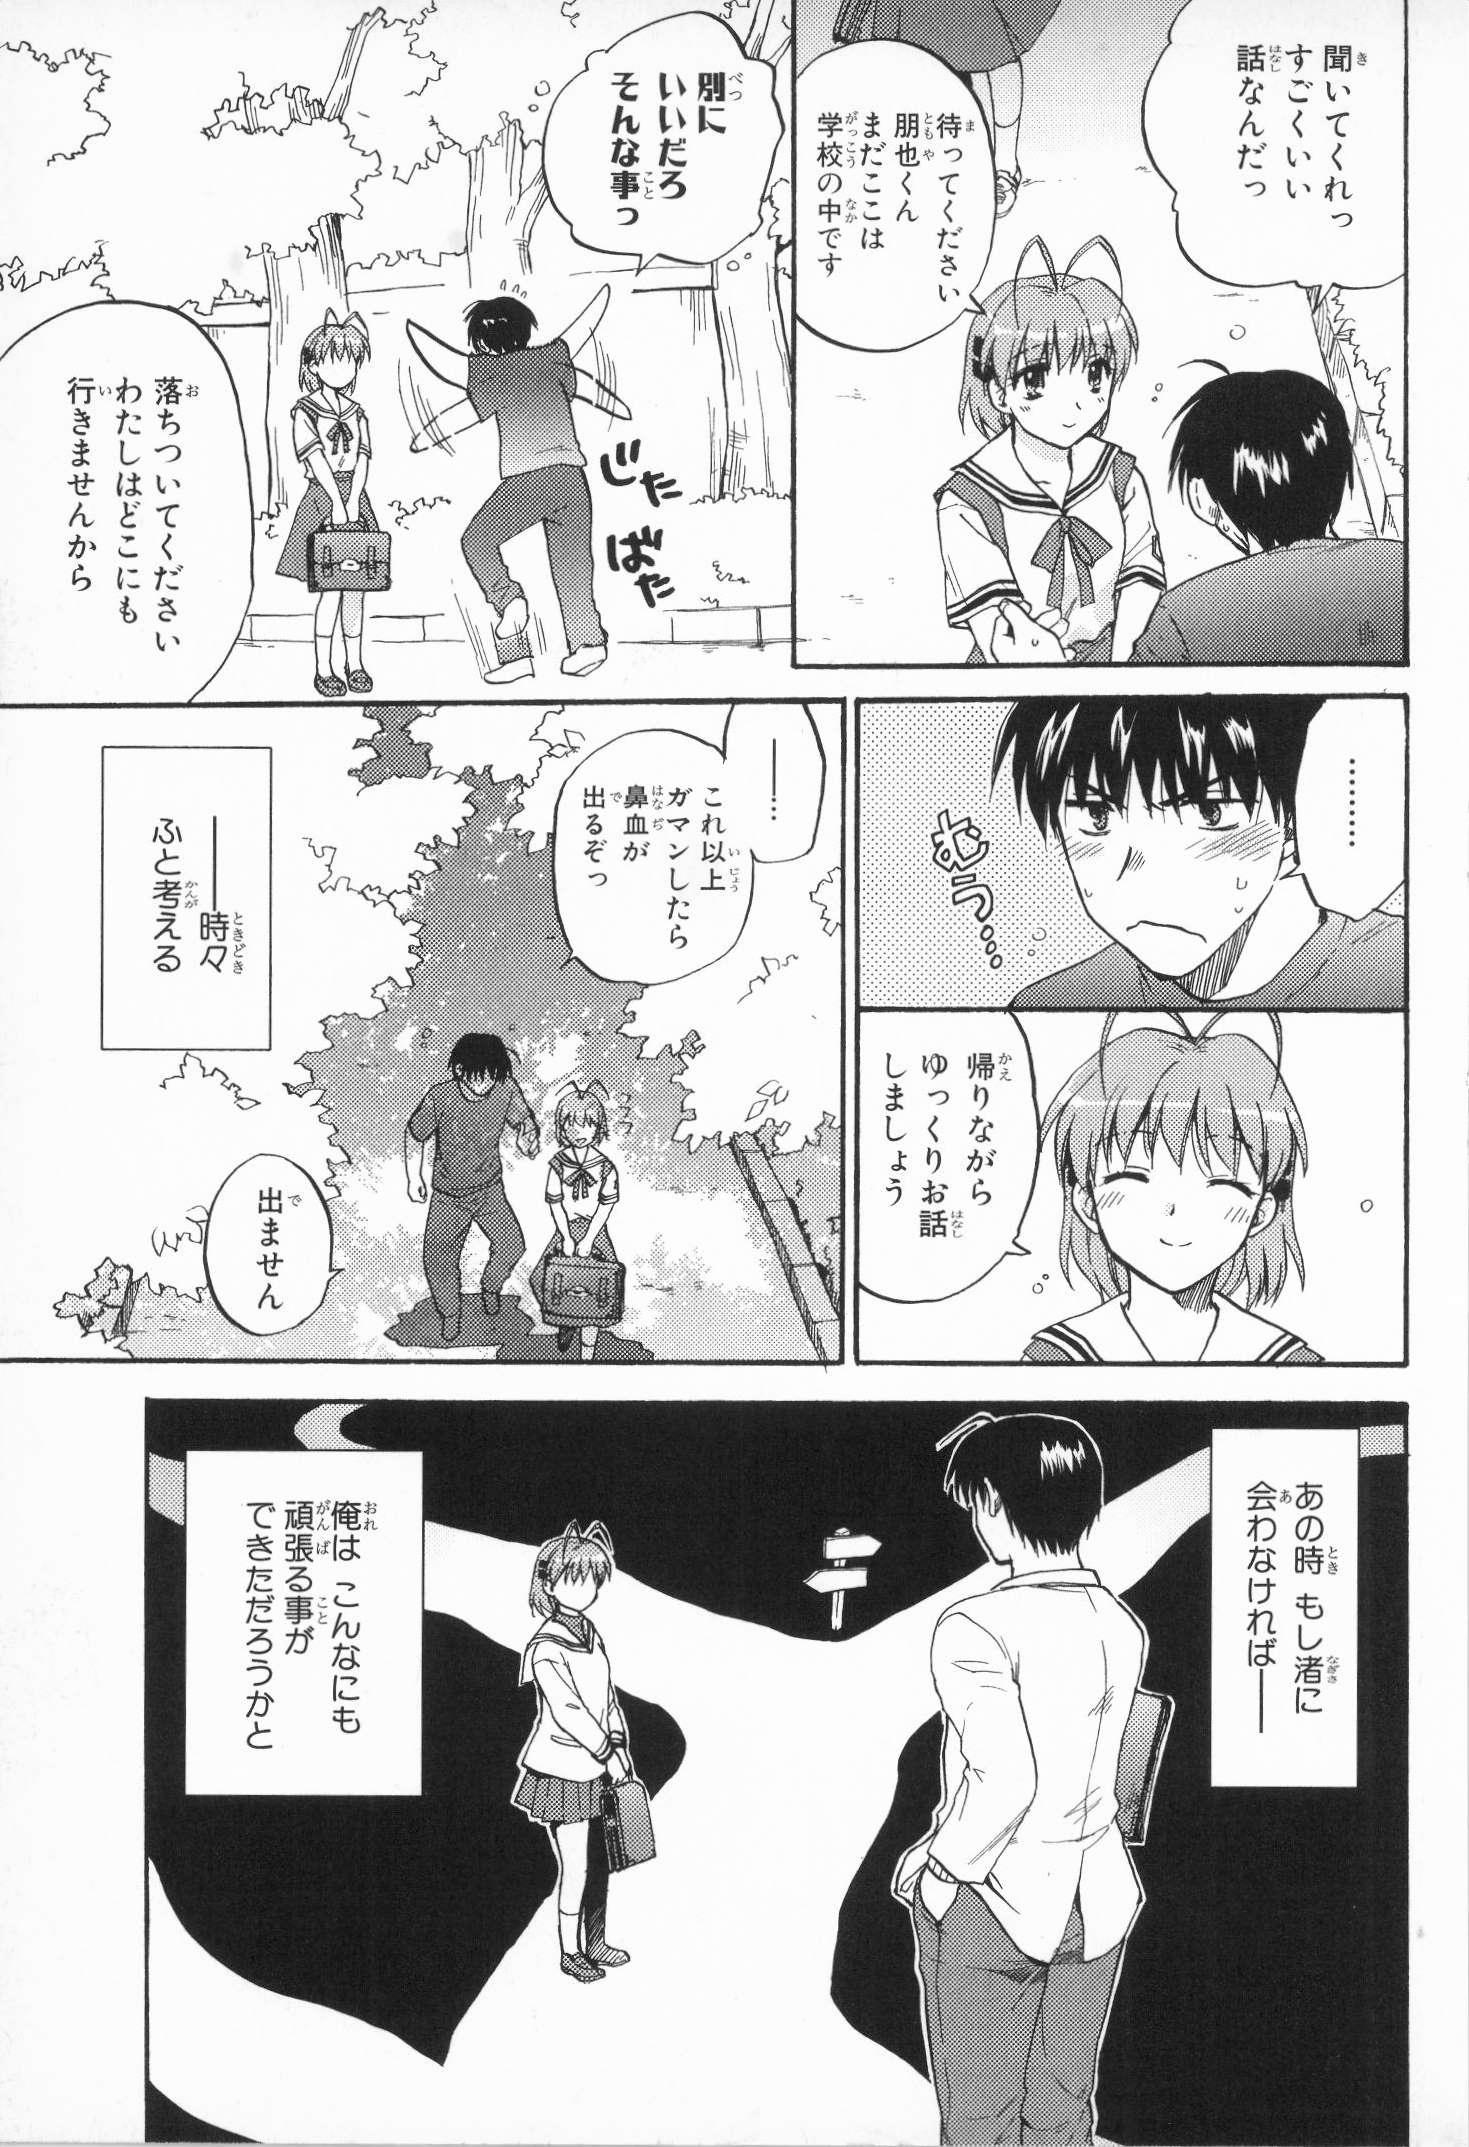 聞いてくれっ
すごくいい
話なんだっ
待ってください
朋也くん
まだここは
学校の中です
別に
いいだろ
そんな事っ
じた
ばた
落ちついてください
わたしはどこにも
行きませんから
………
むぅ…
帰りながら
ゆっくりお話
しましょう
――…
これ以上
ガマンしたら
鼻血が
出るぞっ
出ません
――時々
ふと考える
あの時 もし渚に
会わなければ――
俺は こんなにも
頑張る事が
できただろうかと